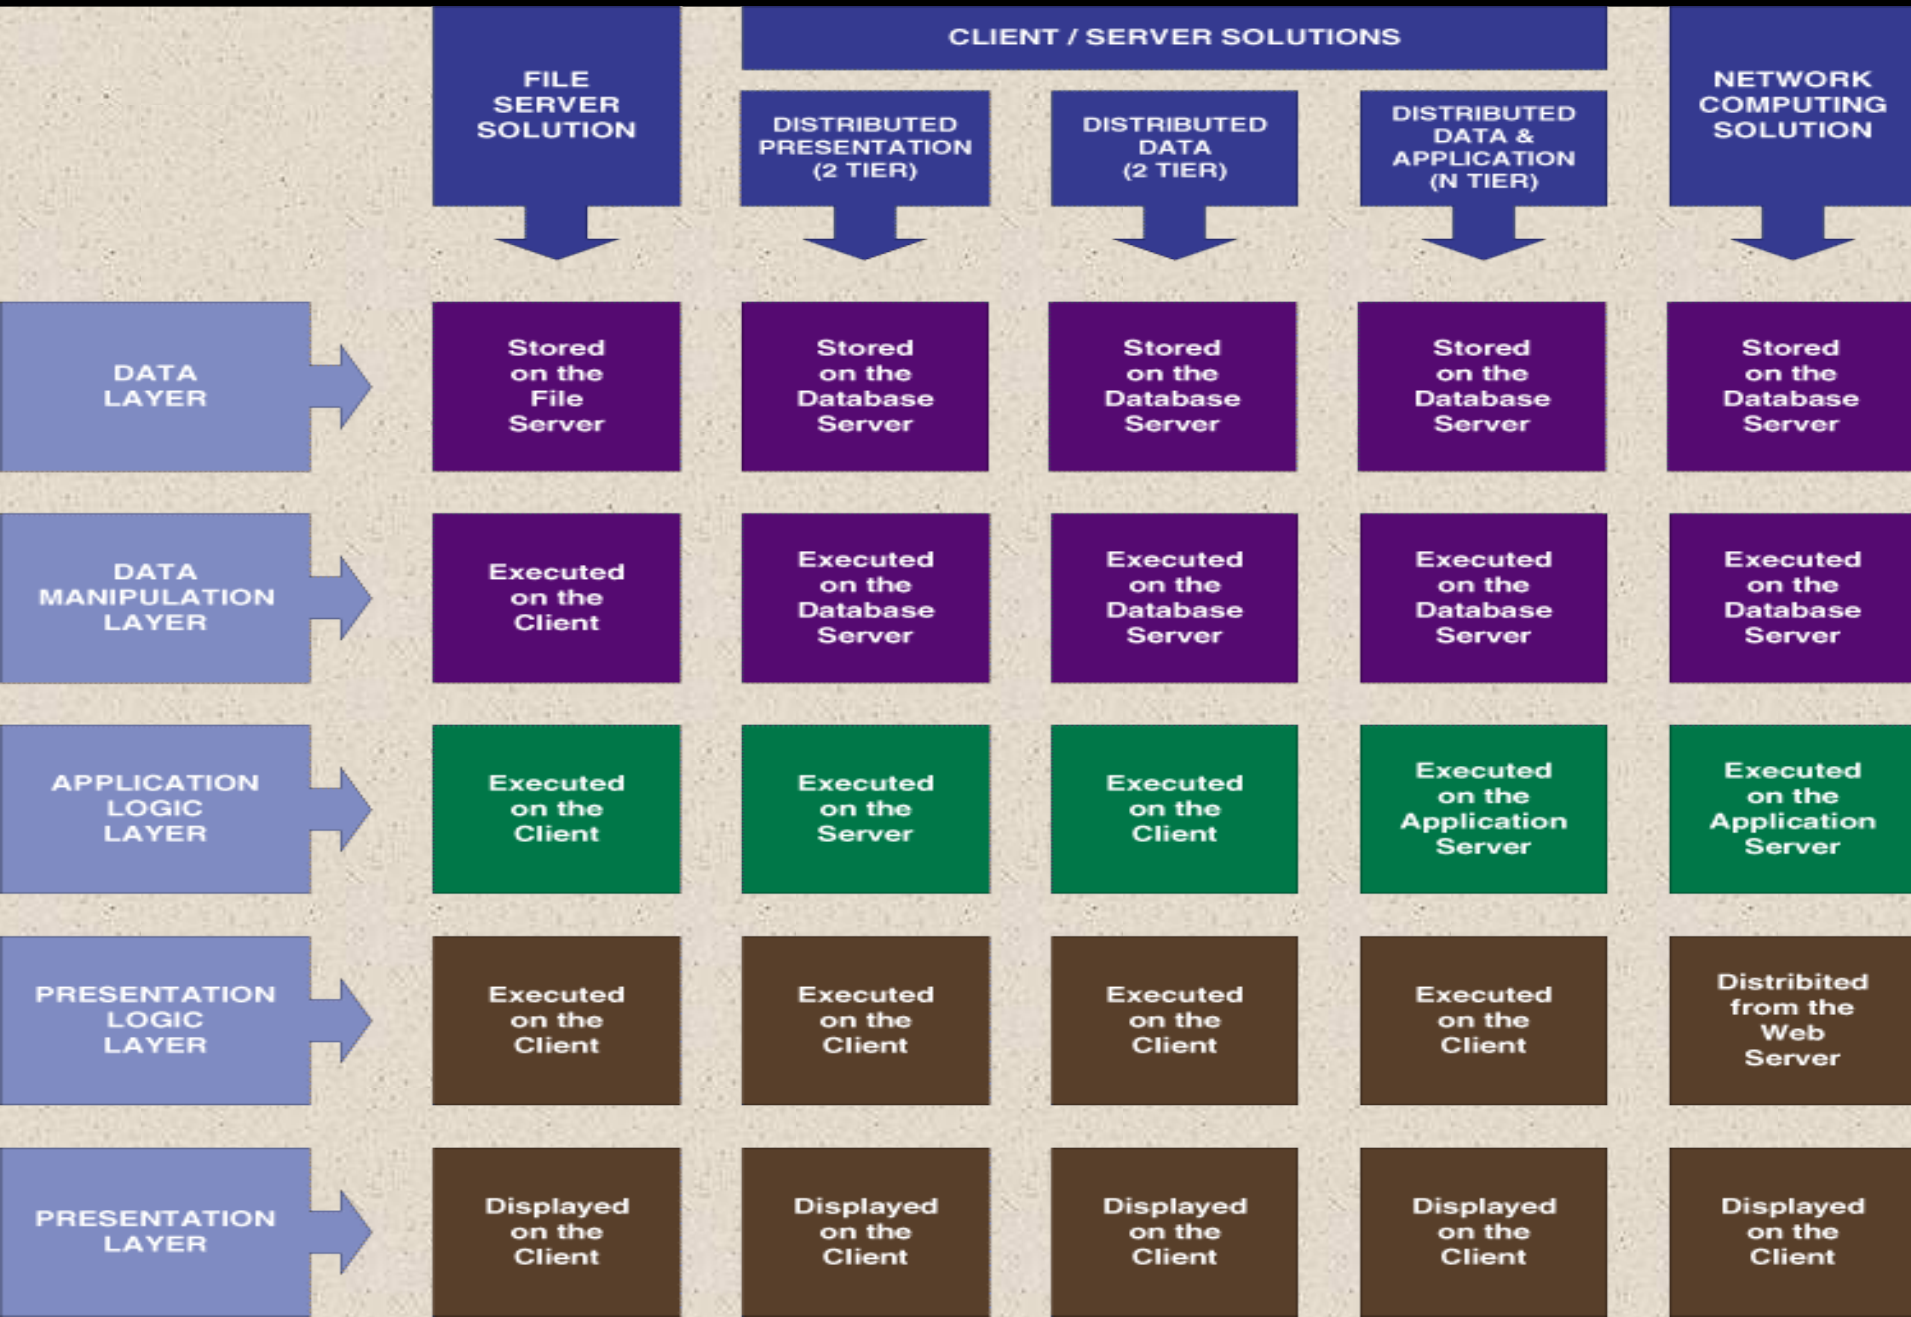 CLIENT / SERVER SOLUTIONS
FILE
SERVER
SOLUTION
DISTRIBUTED
PRESENTATION
(2 TIER)
DISTRIBUTED
DATA
(2 TIER)
DISTRIBUTED
DATA &
APPLICATION
(N TIER)
NETWORK
COMPUTING
SOLUTION
DATA
LAYER
Stored
on the
File
Server
Stored
on the
Database
Server
Stored
on the
Database
Server
Stored
on the
Database
Server
Stored
on the
Database
Server
DATA
MANIPULATION
LAYER
Executed
on the
Client
Executed
on the
Database
Server
Executed
on the
Database
Server
Executed
on the
Database
Server
Executed
on the
Database
Server
APPLICATION
LOGIC
LAYER
Executed
on the
Client
Executed
on the
Server
Executed
on the
Client
Executed
on the
Application
Server
Executed
on the
Application
Server
PRESENTATION
LOGIC
LAYER
Executed
on the
Client
Executed
on the
Client
Executed
on the
Client
Executed
on the
Client
Distribited
from the
Web
Server
PRESENTATION
LAYER
Displayed
on the
Client
Displayed
on the
Client
Displayed
on the
Client
Displayed
on the
Client
Displayed
on the
Client